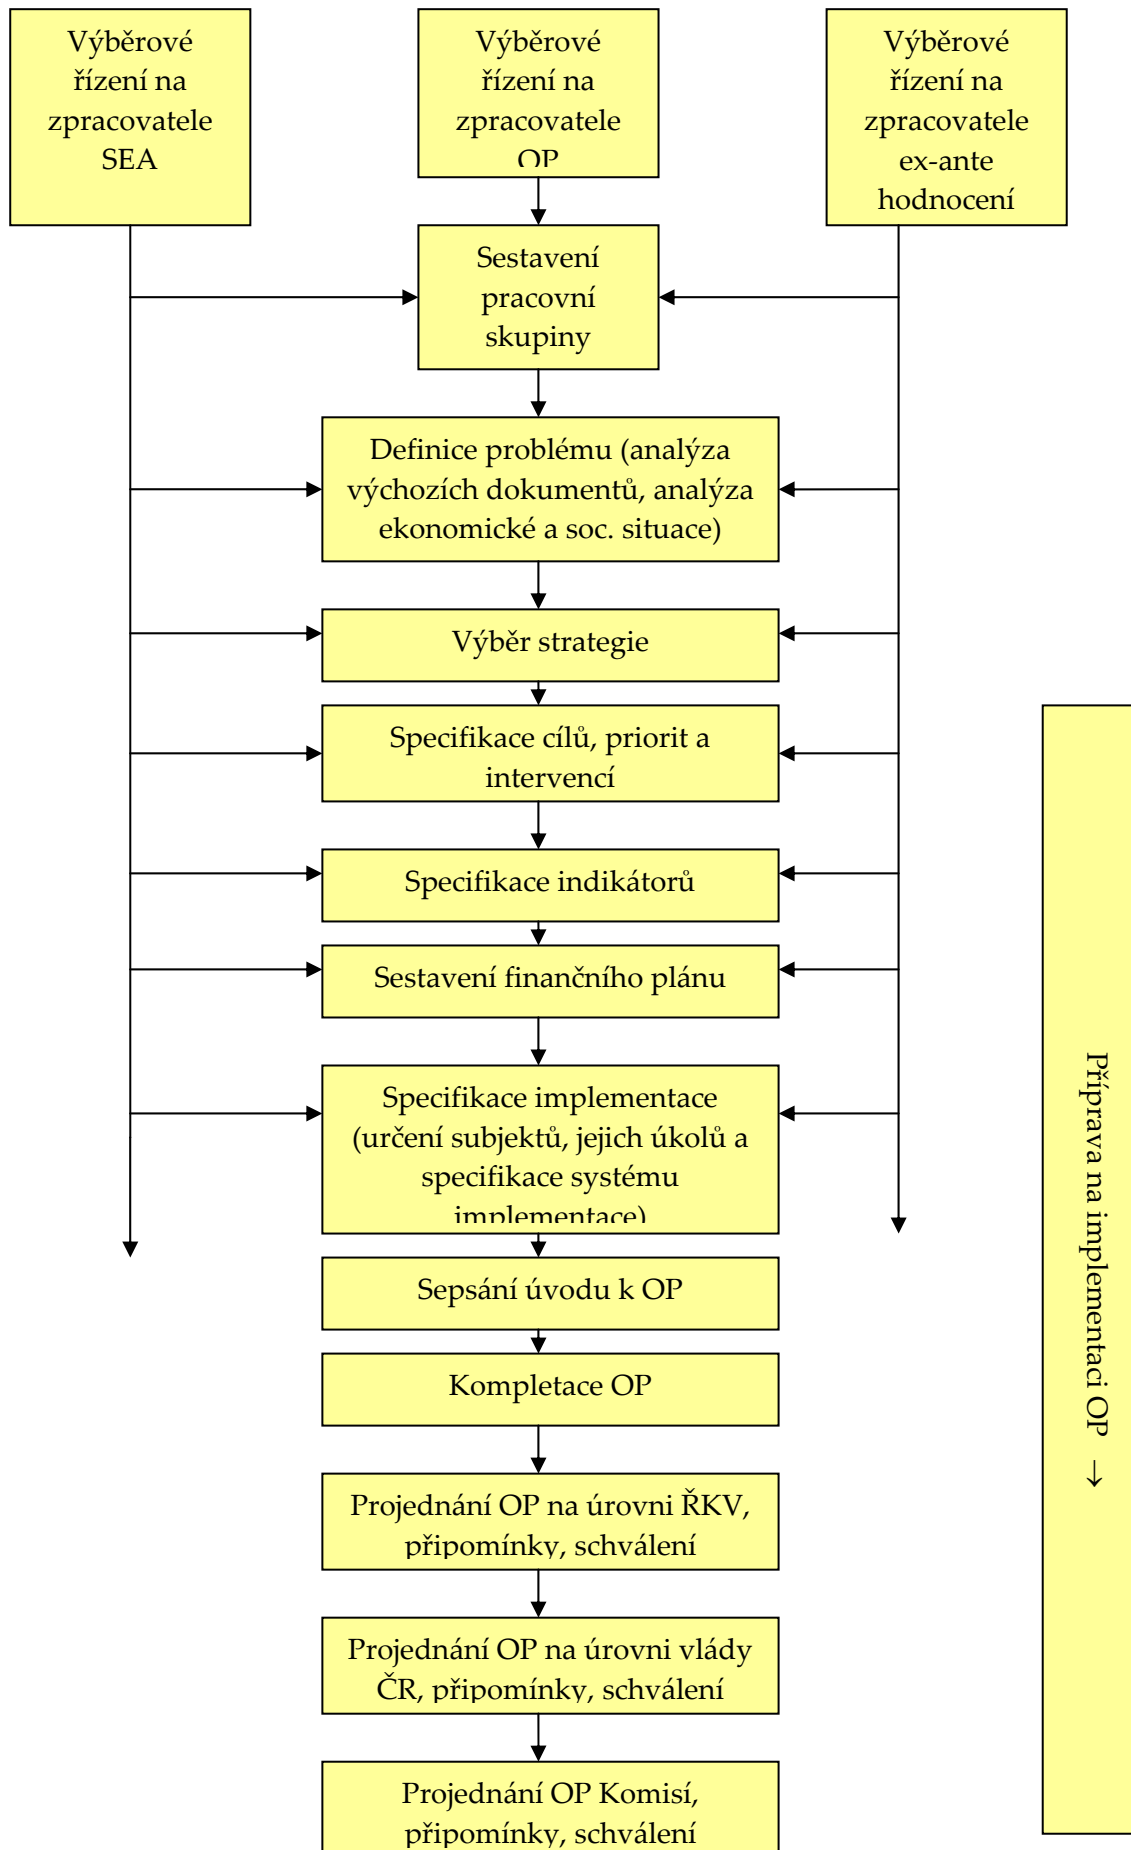 Výběrové
řízení na
zpracovatele
SEA
Výběrové
řízení na
zpracovatele
OP
Výběrové
řízení na
zpracovatele
ex-ante
hodnocení
Sestavení
pracovní
skupiny
Definice problému (analýza
výchozích dokumentů, analýza
ekonomické a soc. situace)
Výběr strategie
Specifikace cílů, priorit a
intervencí
Specifikace indikátorů
Sestavení finančního plánu
Specifikace implementace
(určení subjektů, jejich úkolů a
specifikace systému
implementace)
Sepsání úvodu k OP
Kompletace OP
Projednání OP na úrovni ŘKV,
připomínky, schválení
Projednání OP na úrovni vlády
ČR, připomínky, schválení
Projednání OP Komisí,
připomínky, schválení
Příprava na implementaci OP →